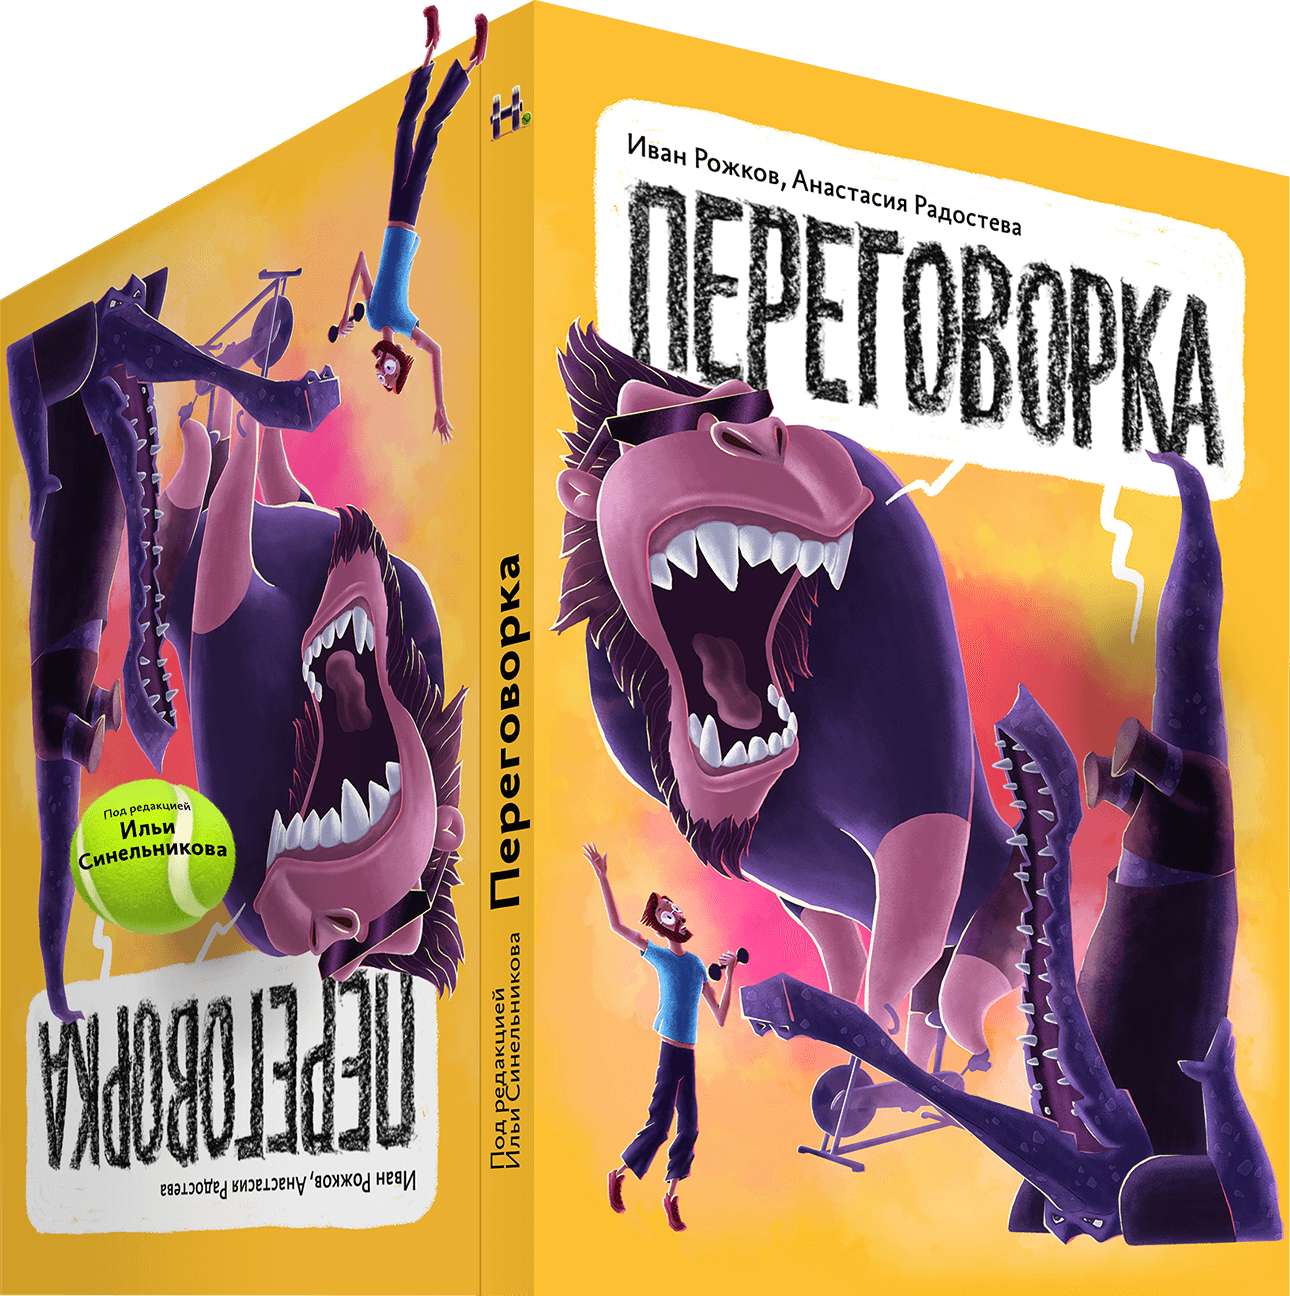 Иван Рожков, Анастасия Радостева
ПЕРЕГОВОРКА
Н.
Переговорка
Под редакцией
Ильи Синельникова
Под редакцией
Ильи
Синельникова
ПЕРЕГОВОРКА
Иван Рожков, Анастасия Радостева